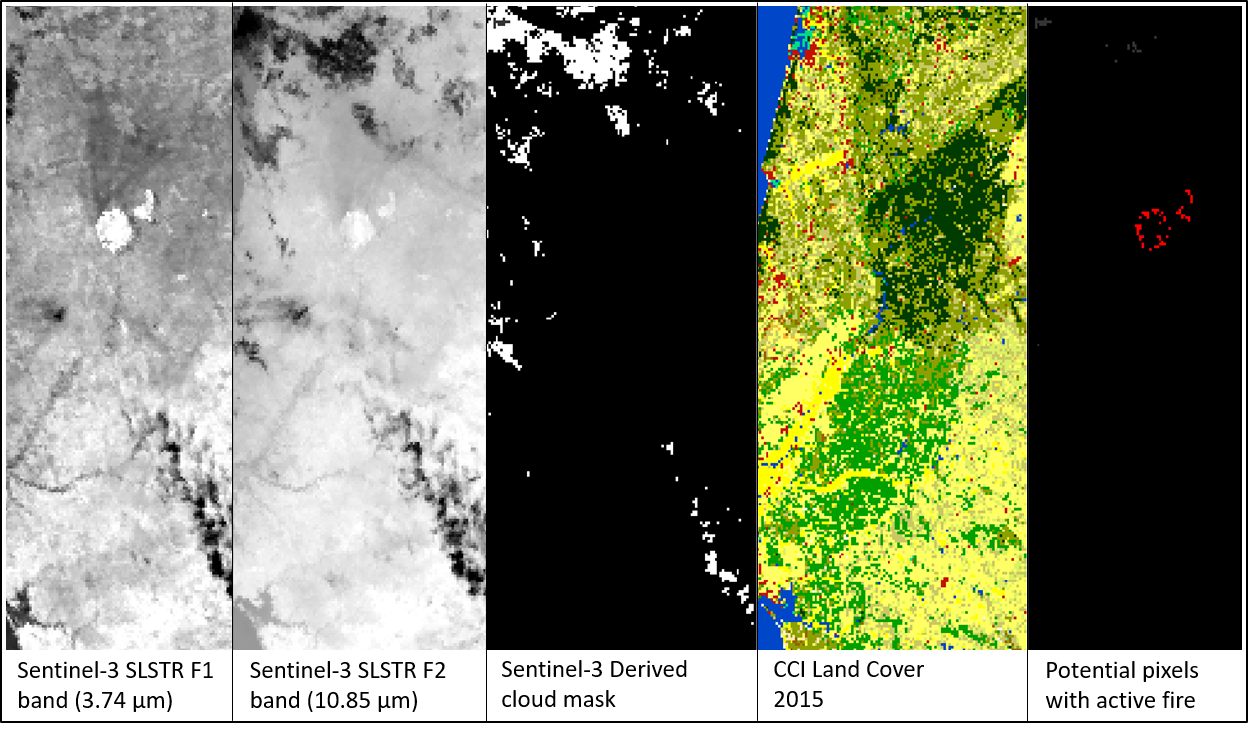 Sentinel-3 SLSTR F1
band (3.74 µm)
Sentinel-3 SLSTR F2
band (10.85 µm)
Sentinel-3 Derived
cloud mask
CCI Land Cover
2015
Potential pixels
with active fire